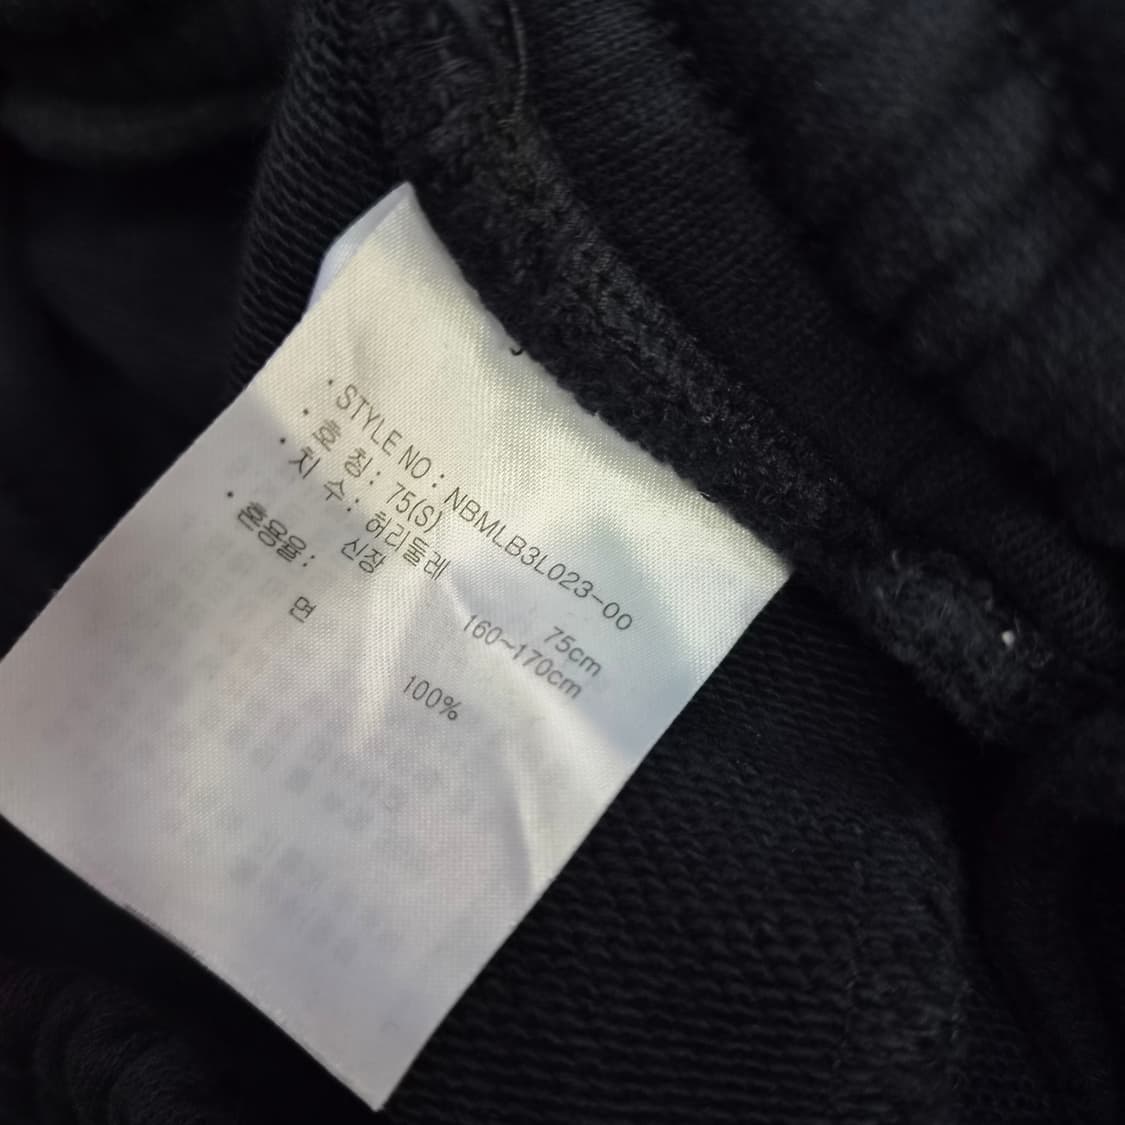 · STYLE NO : NBMLB3L023-00
· 호 칭 : 75(S)
· 치 수 : 허리둘레 75cm
신장 160~170cm
· 혼용율 :
면 100%